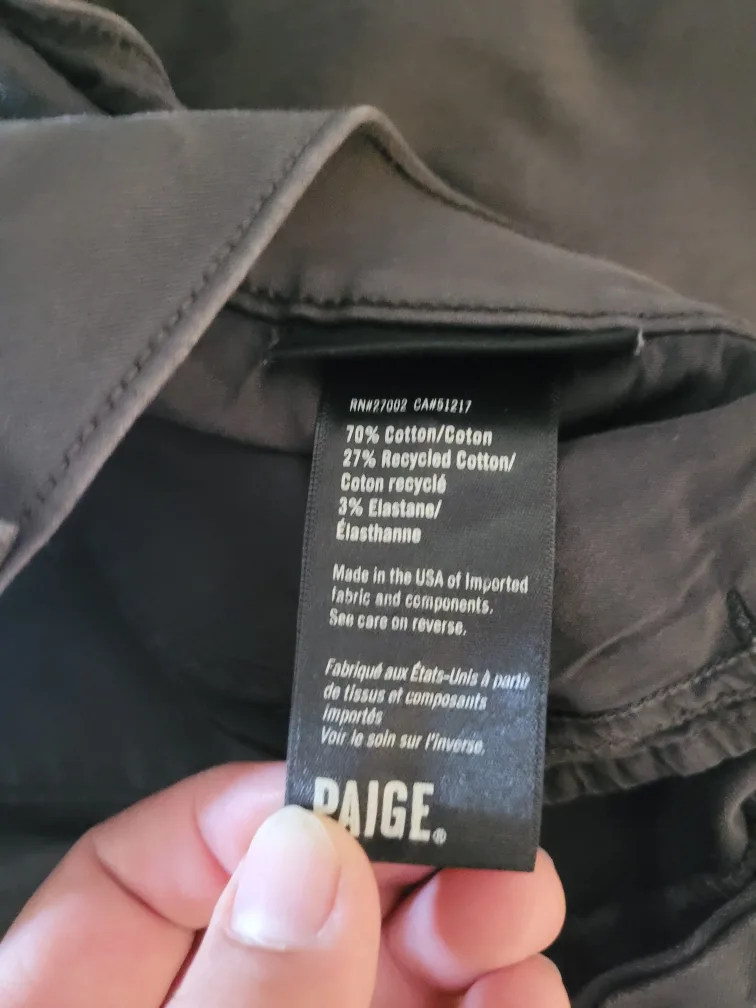 RN#27002 CA#51217
70% Cotton/Coton
27% Recycled Cotton/
Coton recyclé
3% Elastane/
Élasthanne
Made in the USA of Imported
fabric and components.
See care on reverse.
Fabriqué aux États-Unis À partir
de tissus et composants
importés
Voir le soin sur l'inverse.
PAIGE®